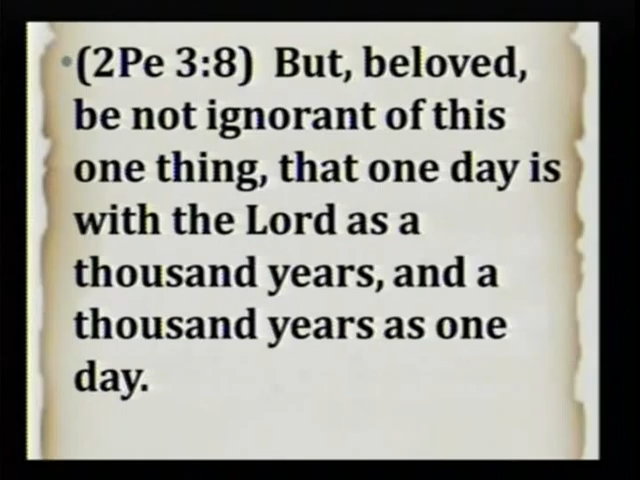 •(2Pe 3:8)  But, beloved,
be not ignorant of this
one thing, that one day is
with the Lord as a
thousand years, and a
thousand years as one
day.